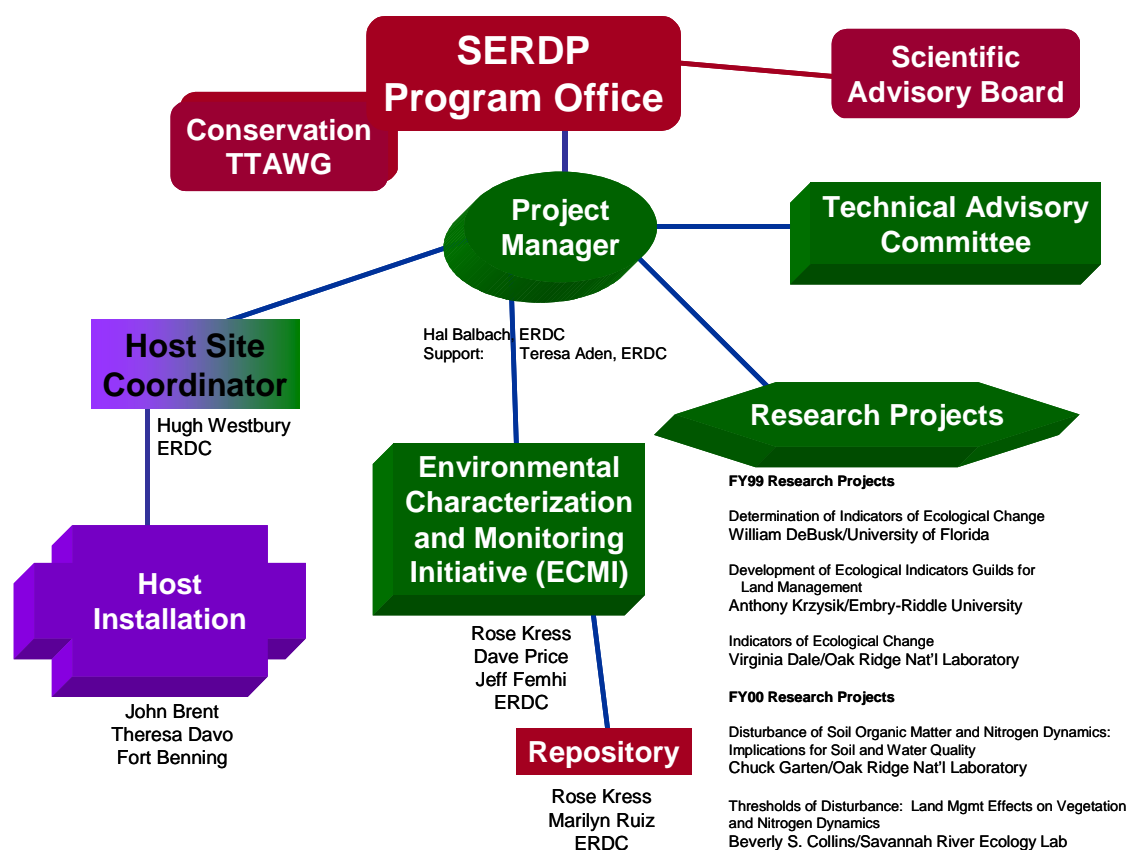 SERDP
Program Office
Scientific
Advisory Board
Conservation
TTAWG
Project
Manager
Technical Advisory
Committee
Hal Balbach, ERDC
Support: Teresa Aden, ERDC
Host Site
Coordinator
Hugh Westbury
ERDC
Host
Installation
John Brent
Theresa Davo
Fort Benning
Environmental
Characterization
and Monitoring
Initiative (ECMI)
Rose Kress
Dave Price
Jeff Femhi
ERDC
Repository
Rose Kress
Marilyn Ruiz
ERDC
Research Projects
FY99 Research Projects
Determination of Indicators of Ecological Change
William DeBusk/University of Florida
Development of Ecological Indicators Guilds for
Land Management
Anthony Krzysik/Embry-Riddle University
Indicators of Ecological Change
Virginia Dale/Oak Ridge Nat'l Laboratory
FY00 Research Projects
Disturbance of Soil Organic Matter and Nitrogen Dynamics:
Implications for Soil and Water Quality
Chuck Garten/Oak Ridge Nat'l Laboratory
Thresholds of Disturbance: Land Mgmt Effects on Vegetation
and Nitrogen Dynamics
Beverly S. Collins/Savannah River Ecology Lab